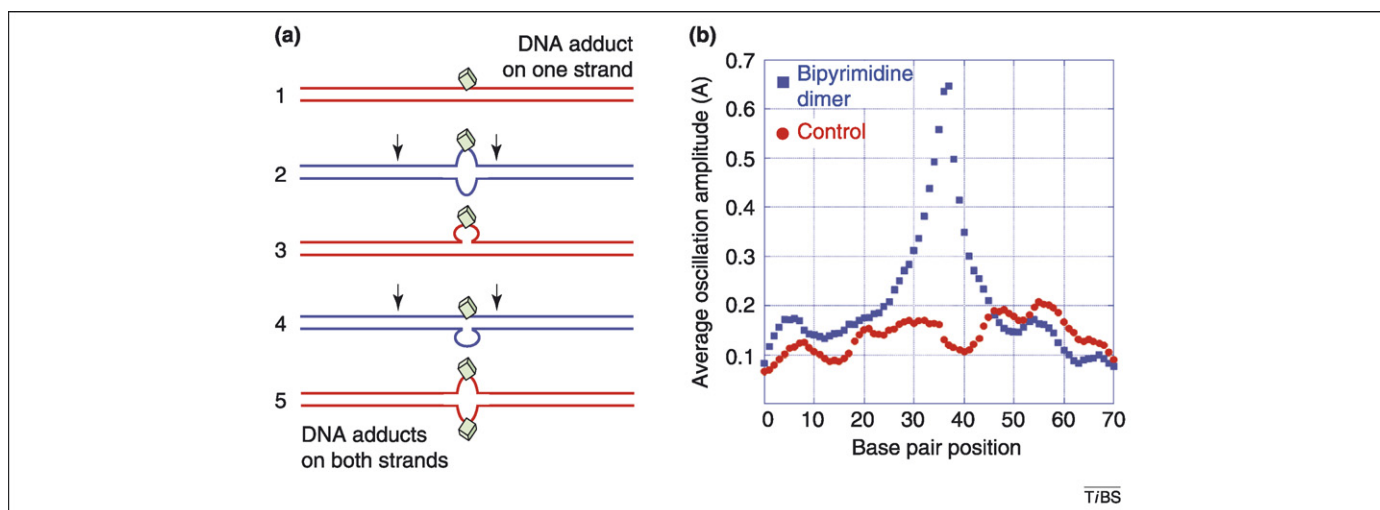 (a)
DNA adduct
on one strand
1
2
3
4
5
DNA adducts
on both strands
(b)
Average oscillation amplitude (A)
0.7
0.6
0.5
0.4
0.3
0.2
0.1
Bipyrimidine
dimer
Control
0 10 20 30 40 50 60 70
Base pair position
TiBS